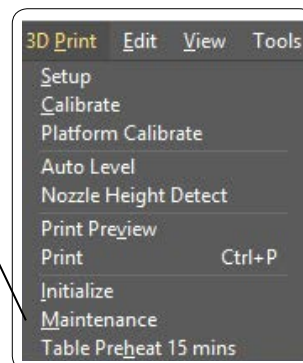 3D Print Edit View Tools
Setup
Calibrate
Platform Calibrate
Auto Level
Nozzle Height Detect
Print Preview
Print Ctrl+P
Initialize
Maintenance
Table Preheat 15 mins